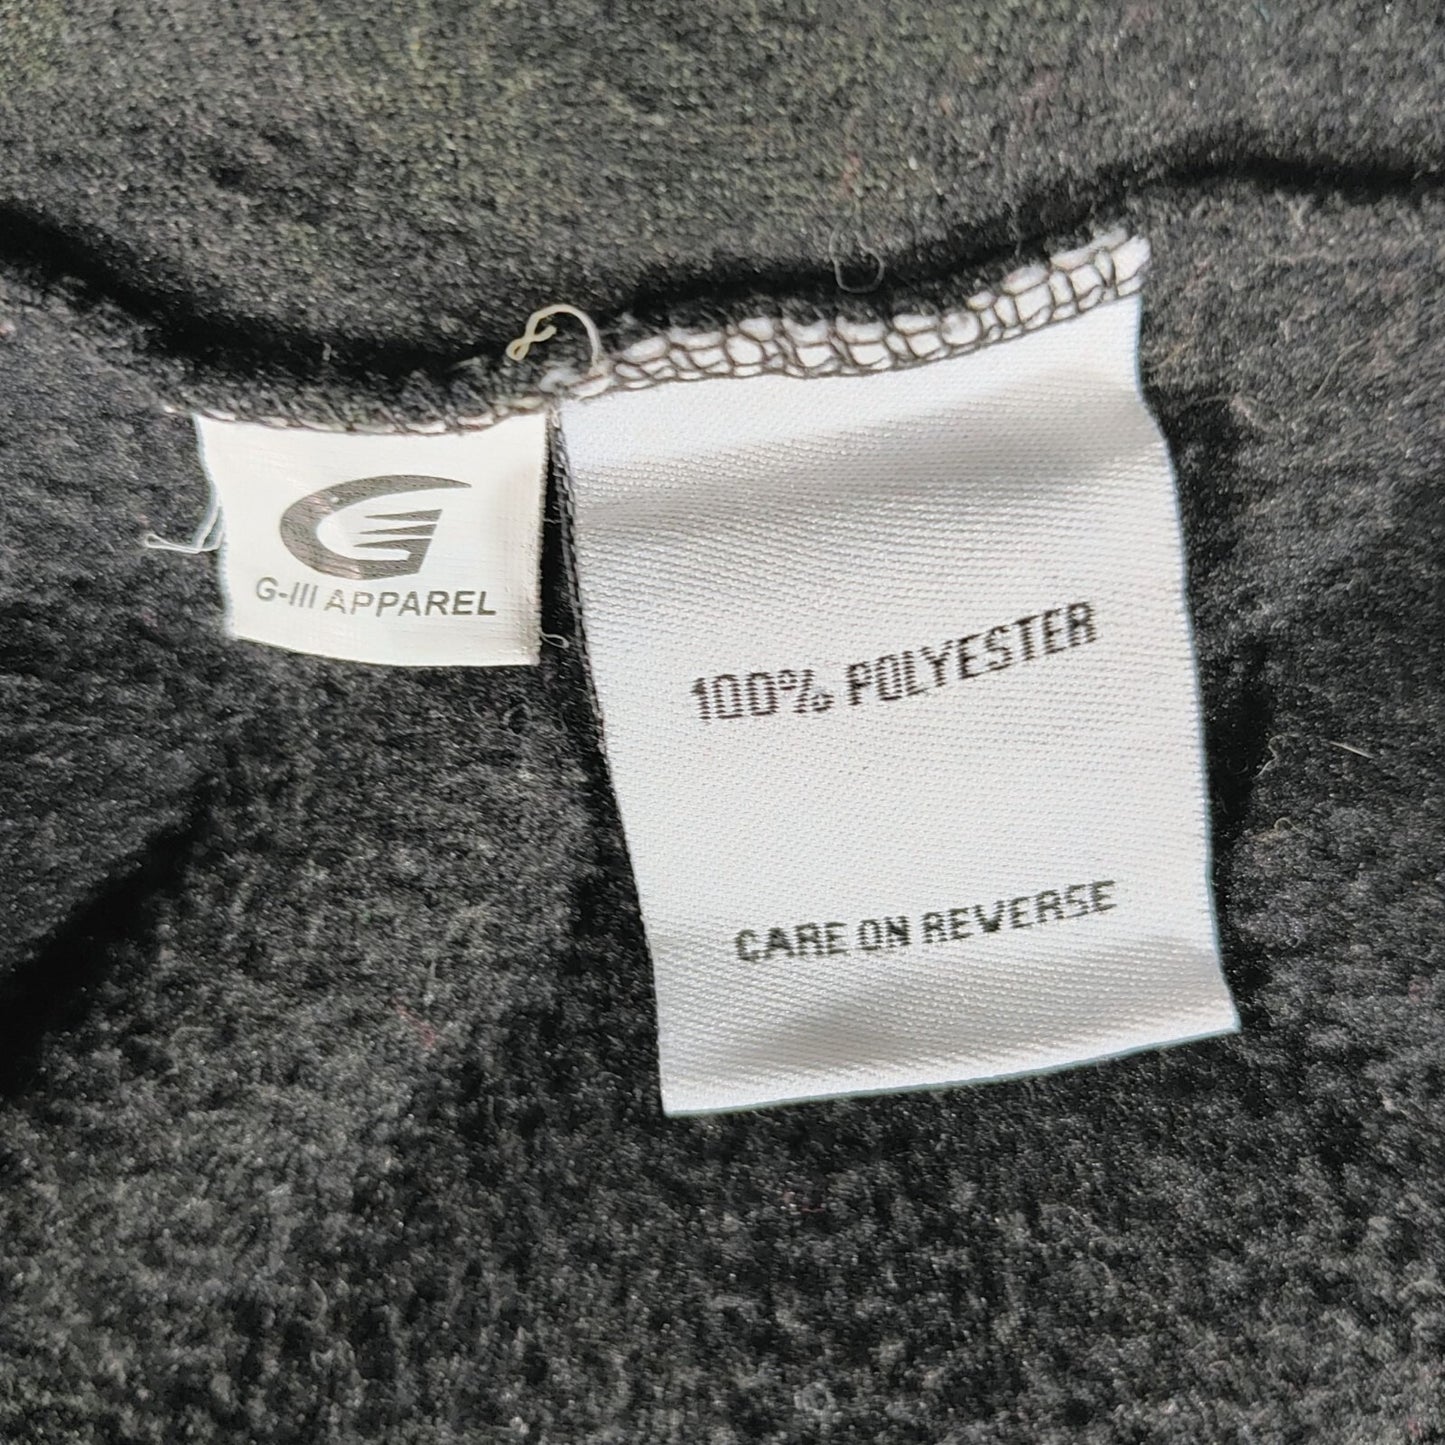 G-III APPAREL
100% POLYESTER
CARE ON REVERSE